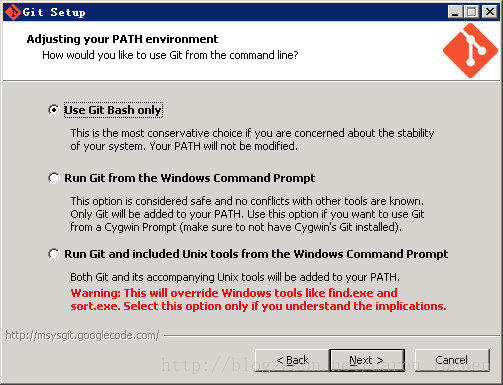 Git Setup
Adjusting your PATH environment
How would you like to use Git from the command line?
Use Git Bash only
This is the most conservative choice if you are concerned about the stability
of your system. Your PATH will not be modified.
Run Git from the Windows Command Prompt
This option is considered safe and no conflicts with other tools are known.
Only Git will be added to your PATH. Use this option if you want to use Git
from a Cygwin Prompt (make sure to not have Cygwin's Git installed).
Run Git and included Unix tools from the Windows Command Prompt
Both Git and its accompanying Unix tools will be added to your PATH.
Warning: This will override Windows tools like find.exe and
sort.exe. Select this option only if you understand the implications.
http://msysgit.googlecode.com/
< Back
Next >
Cancel